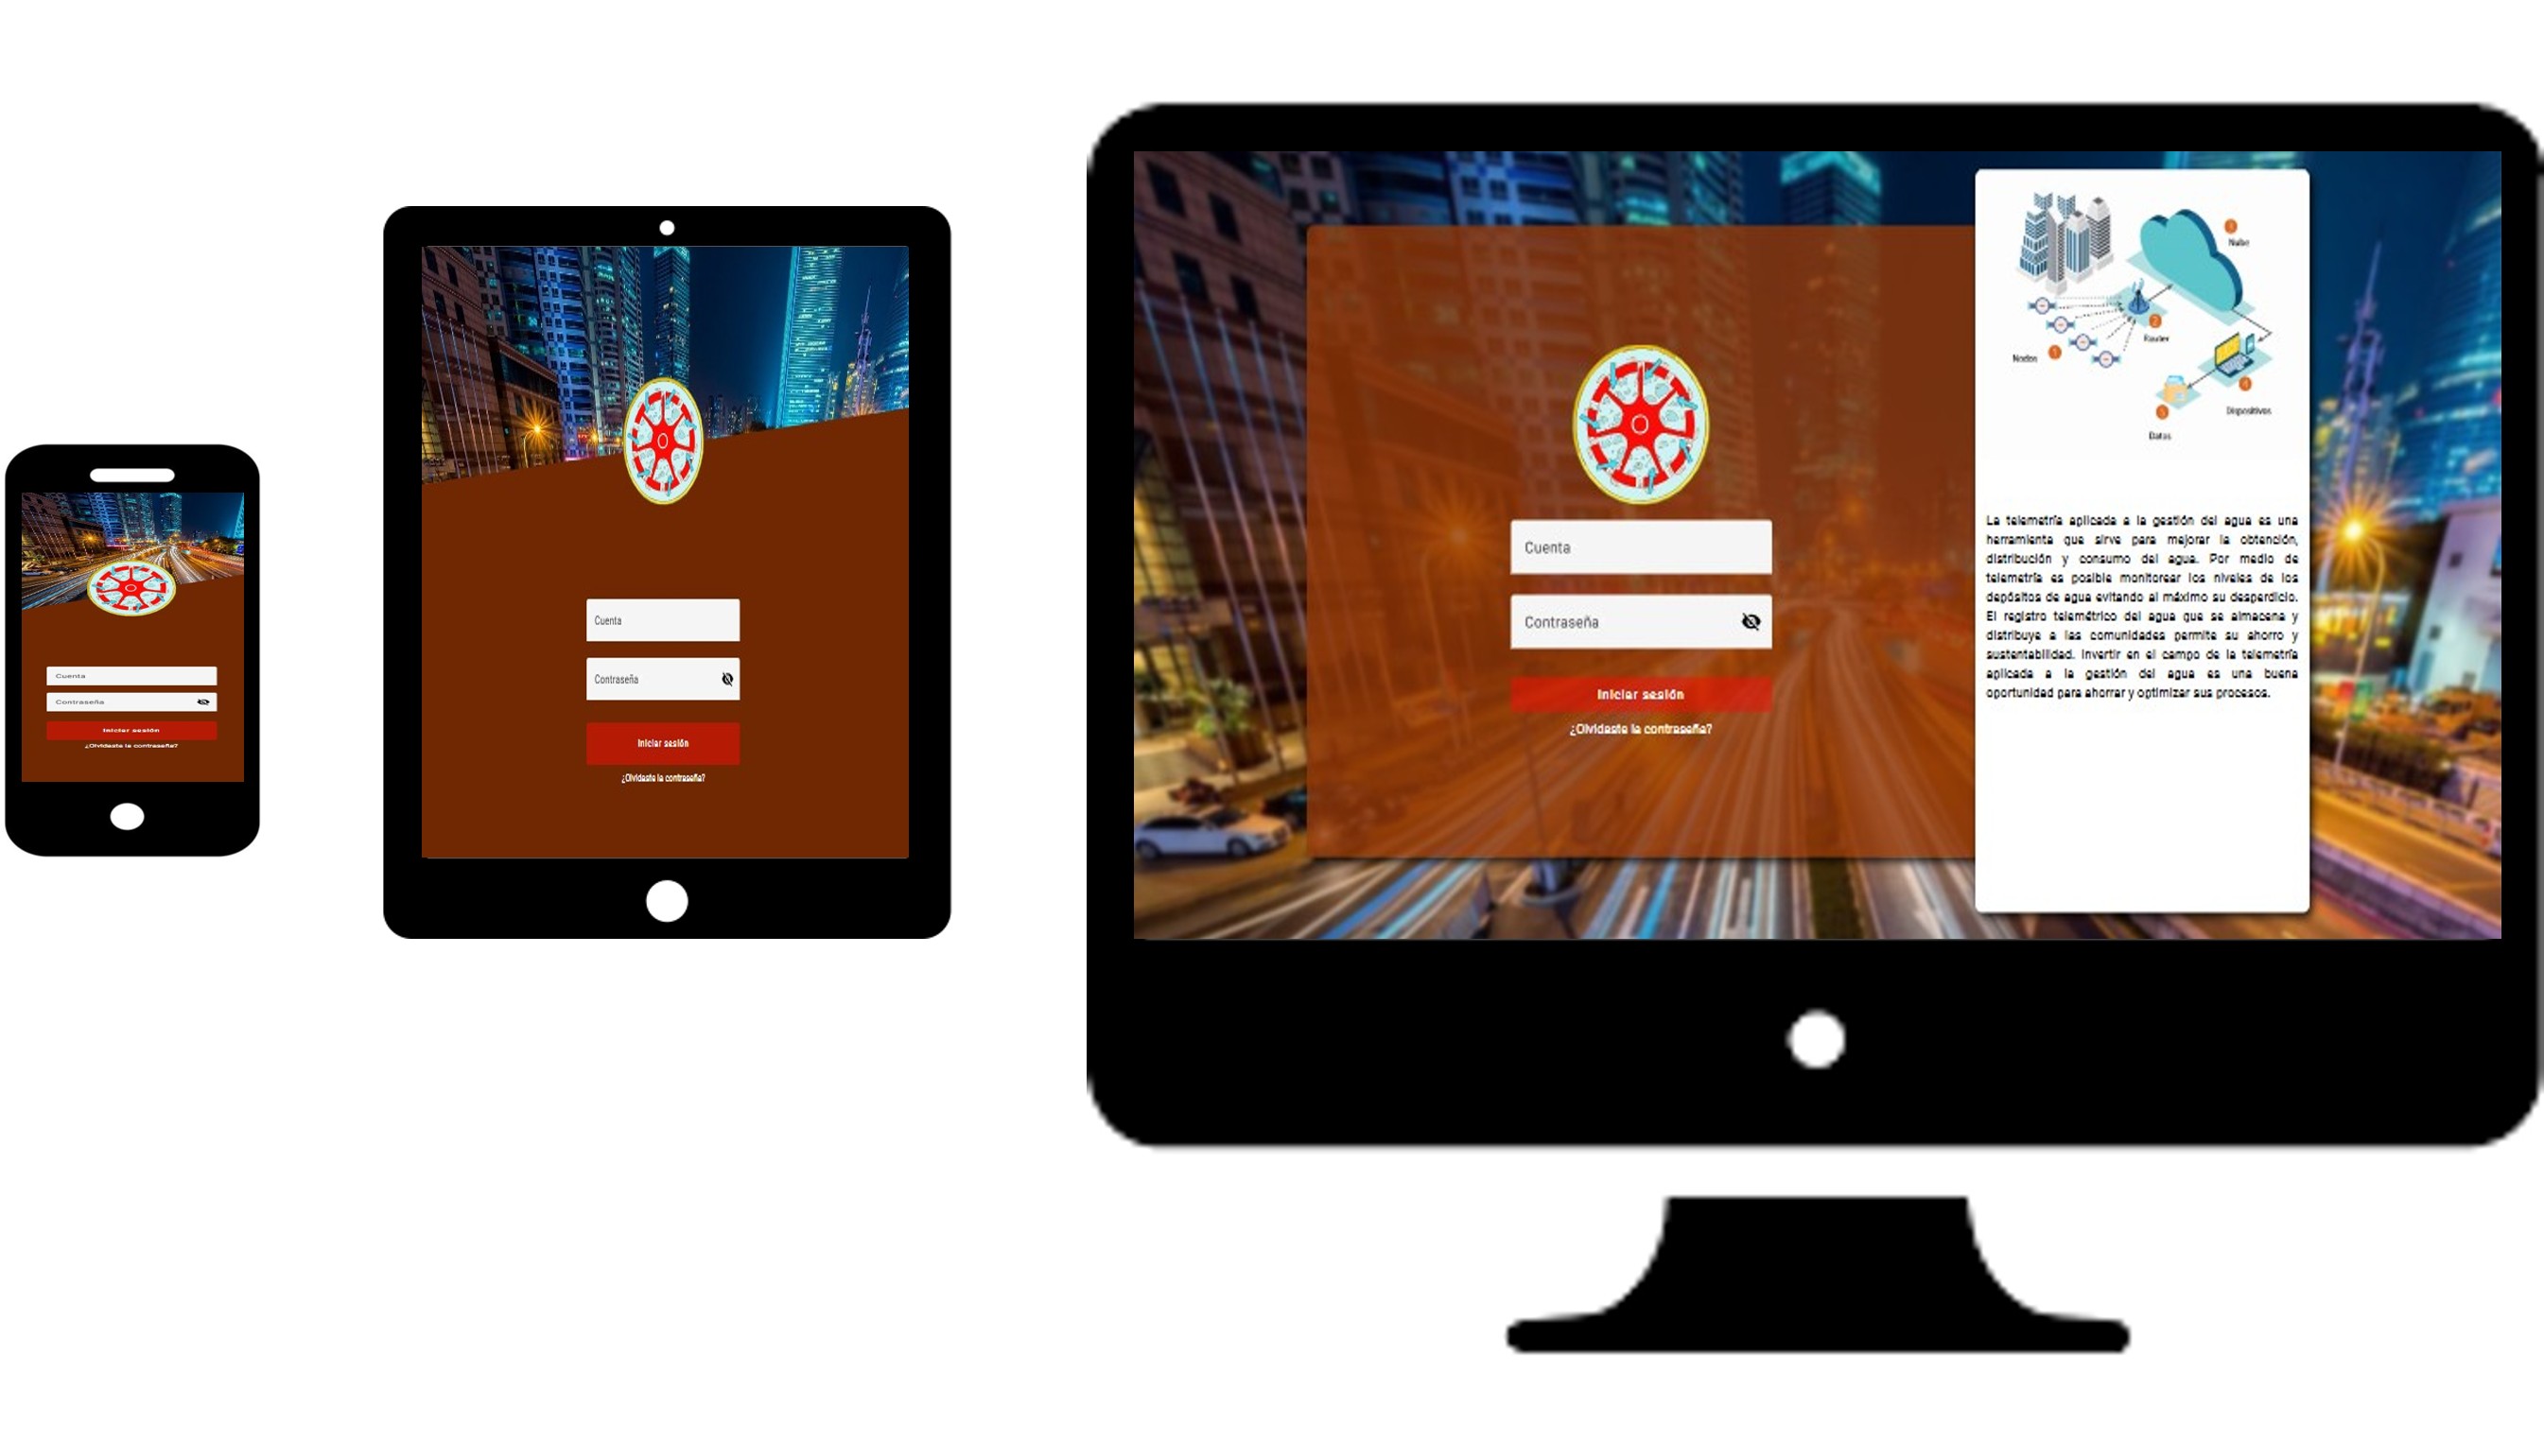 Cuenta
Contraseña
Iniciar sesión
¿Olvidaste la contraseña?
Cuenta
Contraseña
Iniciar sesión
¿Olvidaste la contraseña?
Cuenta
Contraseña
Iniciar sesión
¿Olvidaste la contraseña?
3
Nube
2
Router
Nodos
1
4
Dispositivos
5
Datos
La telemetría aplicada a la gestión del agua es una
herramienta que sirve para mejorar la obtención,
distribución y consumo del agua. Por medio de
telemetría es posible monitorear los niveles de los
depósitos de agua evitando al máximo su desperdicio.
El registro telemétrico del agua que se almacena y
distribuye a las comunidades permite su ahorro y
sustentabilidad. Invertir en el campo de la telemetría
aplicada a la gestión del agua es una buena
oportunidad para ahorrar y optimizar sus procesos.